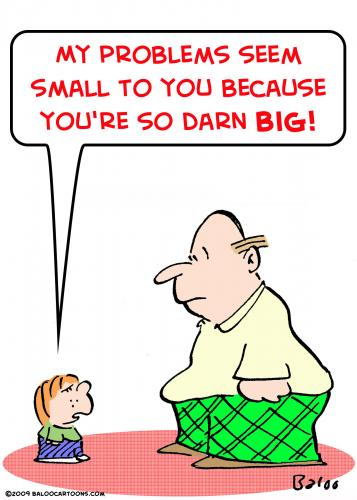 MY PROBLEMS SEEM
SMALL TO YOU BECAUSE
YOU'RE SO DARN BIG!
Baloo
©2009 BALOOCARTOONS.COM